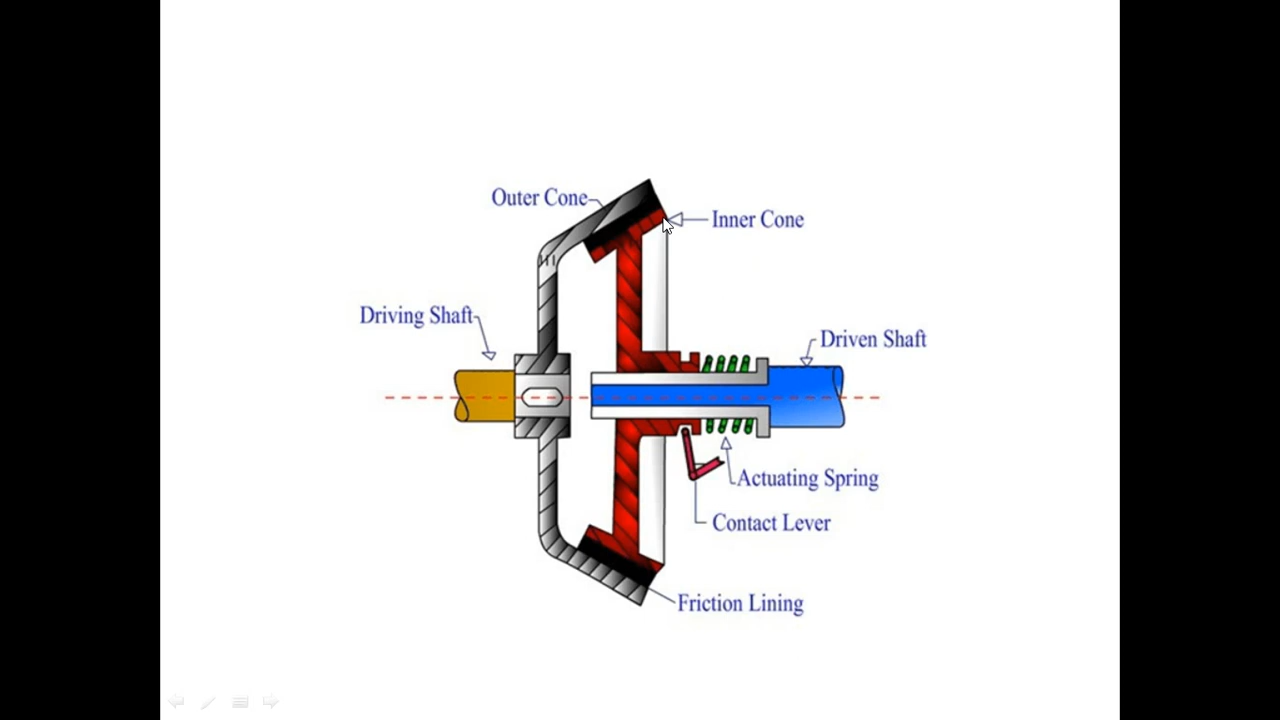 Outer Cone
Inner Cone
Driving Shaft
Driven Shaft
Actuating Spring
Contact Lever
Friction Lining